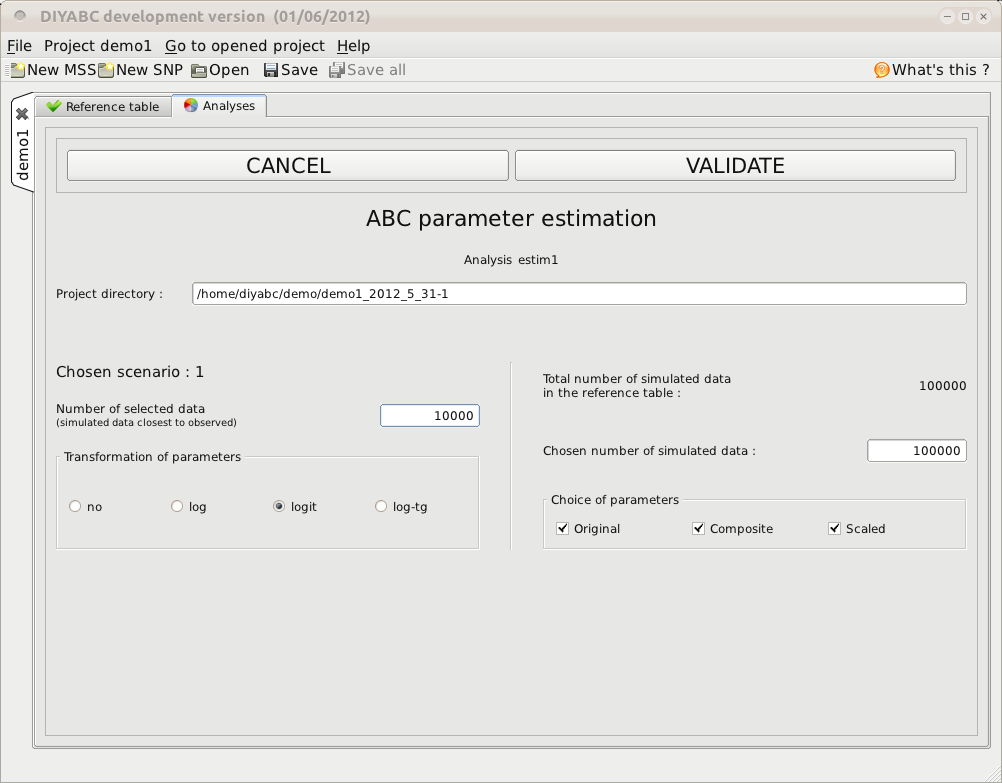 DIYABC development version (01/06/2012)
File Project demo1 Go to opened project Help
New MSS New SNP Open Save Save all What's this ?
demo1
Reference table Analyses
CANCEL VALIDATE
ABC parameter estimation
Analysis estim1
Project directory : /home/diyabc/demo/demo1_2012_5_31-1
Chosen scenario : 1
Number of selected data
(simulated data closest to observed)
10000
Transformation of parameters
no log logit log-tg
Total number of simulated data
in the reference table :
100000
Chosen number of simulated data : 100000
Choice of parameters
Original Composite Scaled